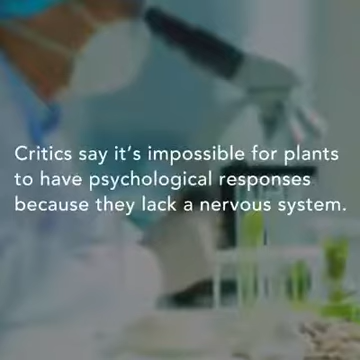 Critics say it's impossible for plants
to have psychological responses
because they lack a nervous system.